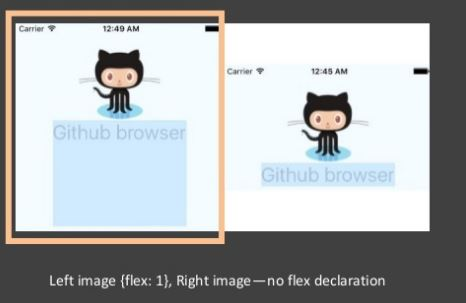 Carrier 12:49 AM
Github browser
Carrier 12:45 AM
Github browser
Left image {flex: 1}, Right image—no flex declaration